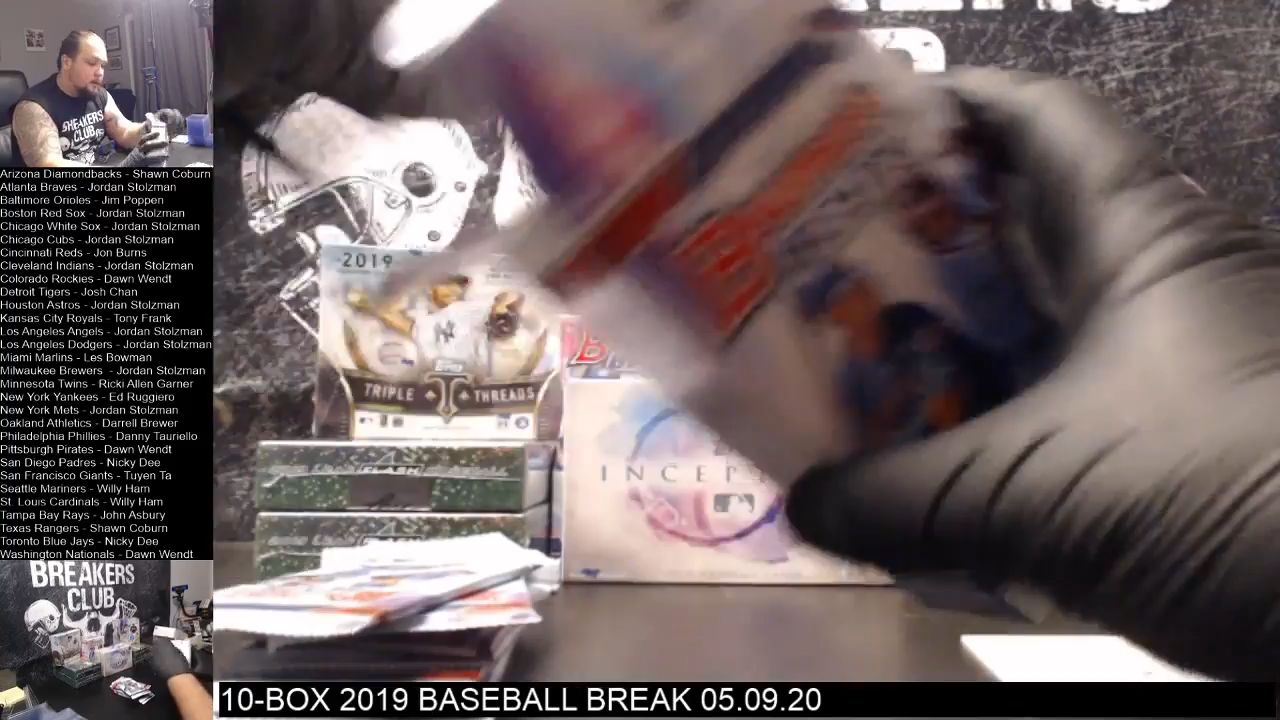 BREAKERS
CLUB
Arizona Diamondbacks - Shawn Coburn
Atlanta Braves - Jordan Stolzman
Baltimore Orioles - Jim Poppen
Boston Red Sox - Jordan Stolzman
Chicago White Sox - Jordan Stolzman
Chicago Cubs - Jordan Stolzman
Cincinnati Reds - Jon Burns
Cleveland Indians - Jordan Stolzman
Colorado Rockies - Dawn Wendt
Detroit Tigers - Josh Chan
Houston Astros - Jordan Stolzman
Kansas City Royals - Tony Frank
Los Angeles Angels - Jordan Stolzman
Los Angeles Dodgers - Jordan Stolzman
Miami Marlins - Les Bowman
Milwaukee Brewers - Jordan Stolzman
Minnesota Twins - Ricki Allen Garner
New York Yankees - Ed Ruggiero
New York Mets - Jordan Stolzman
Oakland Athletics - Darrell Brewer
Philadelphia Phillies - Danny Tauriello
Pittsburgh Pirates - Dawn Wendt
San Diego Padres - Nicky Dee
San Francisco Giants - Tuyen Ta
Seattle Mariners - Willy Ham
St. Louis Cardinals - Willy Ham
Tampa Bay Rays - John Asbury
Texas Rangers - Shawn Coburn
Toronto Blue Jays - Nicky Dee
Washington Nationals - Dawn Wendt
BREAKERS
CLUB
2019
TOPPS
TRIPLE T THREADS
FLASH
INCEP
10-BOX 2019 BASEBALL BREAK 05.09.20